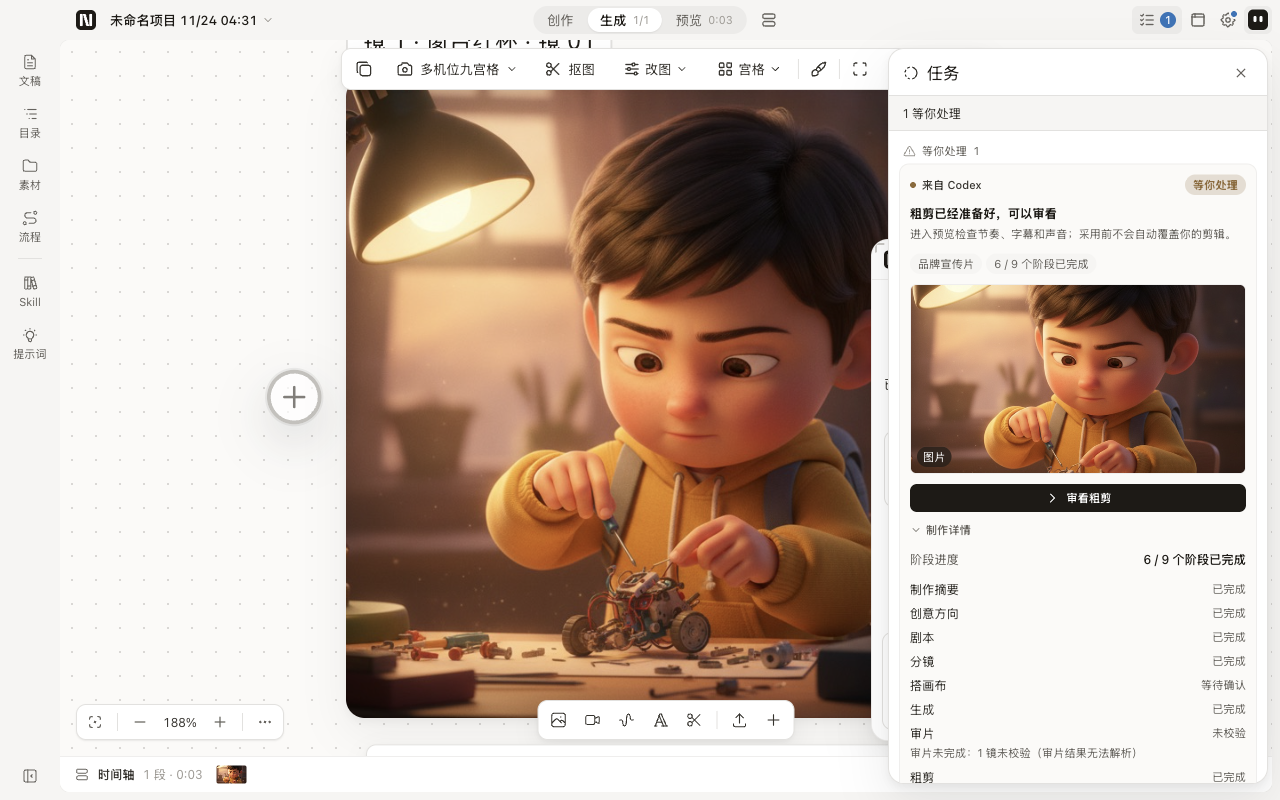 未命名项目 11/24 04:31
创作
生成 1/1
预览 0:03
1
文稿
目录
素材
流程
Skill
提示词
多机位九宫格
抠图
改图
宫格
任务
1 等你处理
等你处理 1
来自 Codex
等你处理
粗剪已经准备好，可以审看
进入预览检查节奏、字幕和声音；采用前不会自动覆盖你的剪辑。
品牌宣传片
6 / 9 个阶段已完成
图片
审看粗剪
制作详情
阶段进度 6 / 9 个阶段已完成
制作摘要 已完成
创意方向 已完成
剧本 已完成
分镜 已完成
搭画布 等待确认
生成 已完成
审片 未校验
审片未完成：1 镜未校验（审片结果无法解析）
粗剪 已完成
188%
时间轴 1 段 · 0:03